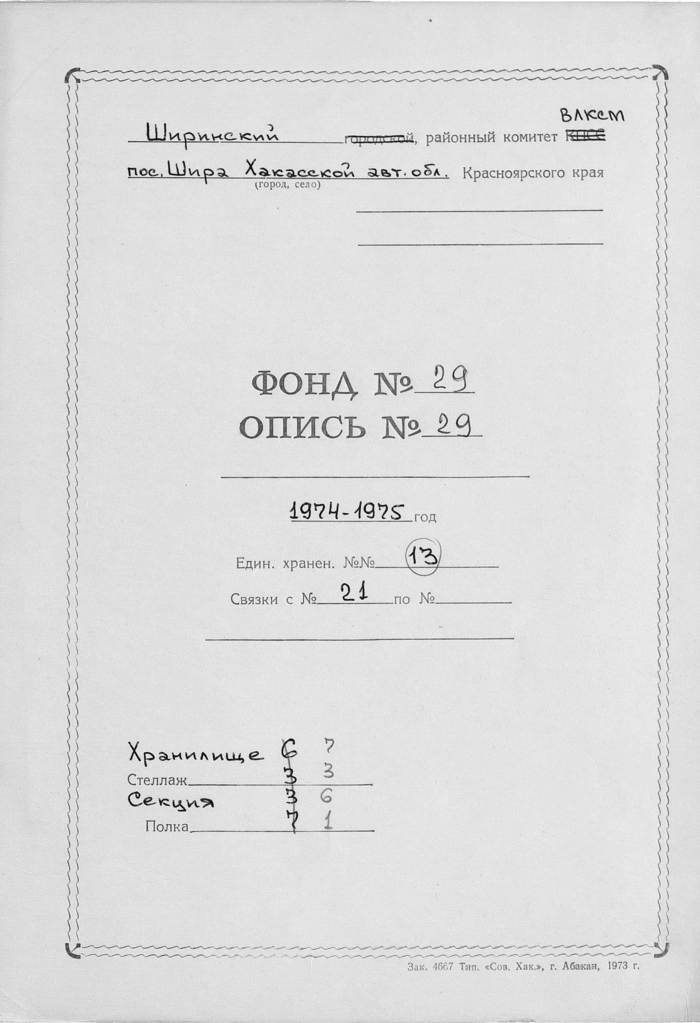 ВЛКСМ
Ширинский городской, районный комитет КПСС
пос. Шира Хакасской авт. обл. Красноярского края
(город, село)
ФОНД № 29
ОПИСЬ № 29
1974-1975 год
Един. хранен. №№ 13
Связки с № 21 по №
Хранилище 6 7
Стеллаж 3 3
Секция 3 6
Полка 7 1
Зак. 4667 Тип. «Сов. Хак.», г. Абакан, 1973 г.